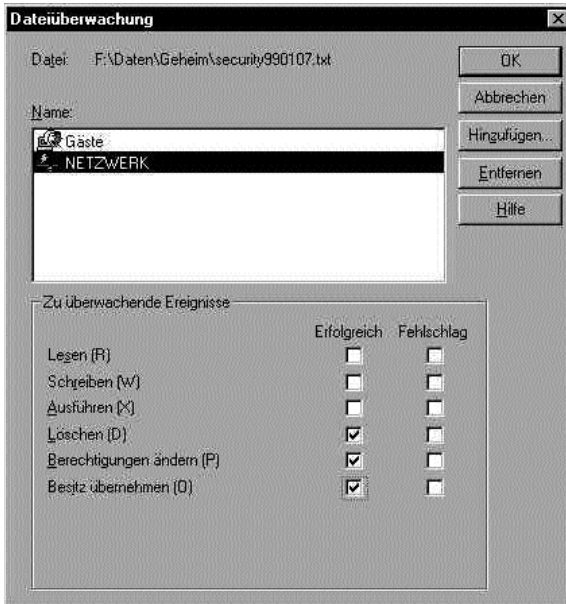 Dateiüberwachung
Datei: F:\Daten\Geheim\security990107.txt
OK
Abbrechen
Name:
Hinzufügen...
Gäste
NETZWERK
Entfernen
Hilfe
Zu überwachende Ereignisse
Erfolgreich Fehlschlag
Lesen (R)
Schreiben (W)
Ausführen (X)
Löschen (D)
Berechtigungen ändern (P)
Besitz übernehmen (O)